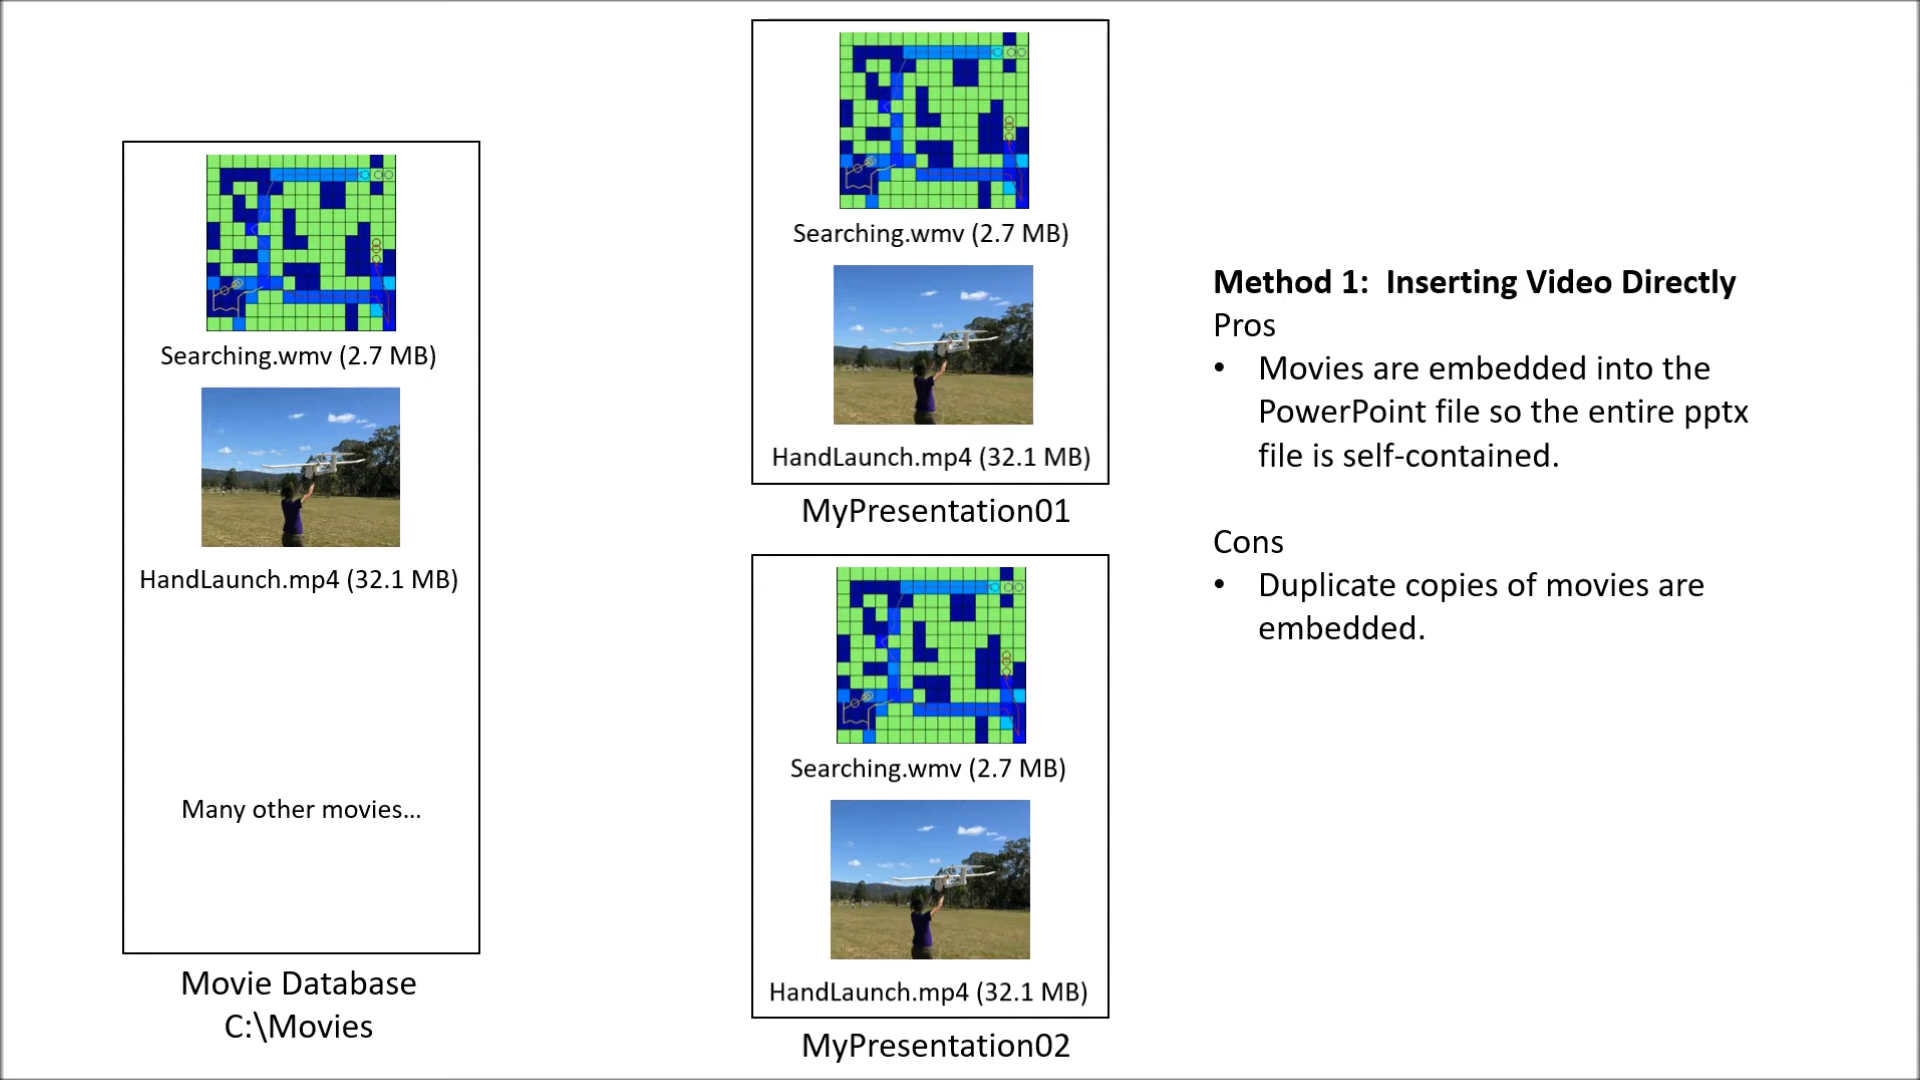 Searching.wmv (2.7 MB)
HandLaunch.mp4 (32.1 MB)
Many other movies...
Movie Database
C:\Movies
Searching.wmv (2.7 MB)
HandLaunch.mp4 (32.1 MB)
MyPresentation01
Searching.wmv (2.7 MB)
HandLaunch.mp4 (32.1 MB)
MyPresentation02
Method 1:  Inserting Video Directly
Pros
• Movies are embedded into the
PowerPoint file so the entire pptx
file is self-contained.
Cons
• Duplicate copies of movies are
embedded.